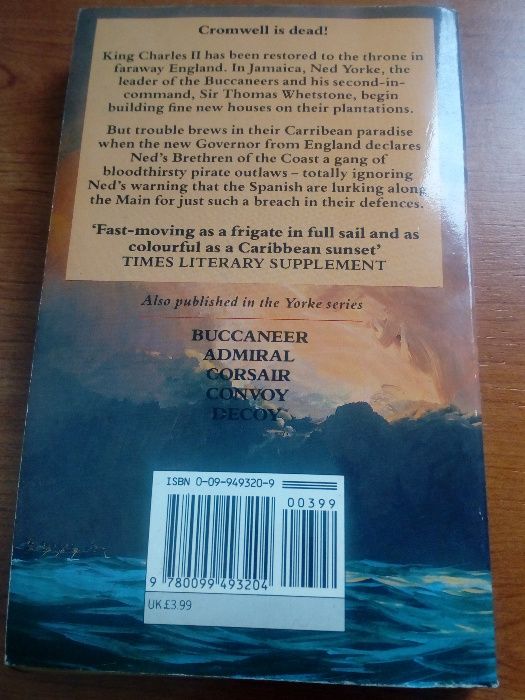 Cromwell is dead!
King Charles II has been restored to the throne in
faraway England. In Jamaica, Ned Yorke, the
leader of the Buccaneers and his second-in-
command, Sir Thomas Whetstone, begin
building fine new houses on their plantations.
But trouble brews in their Carribean paradise
when the new Governor from England declares
Ned's Brethren of the Coast a gang of
bloodthirsty pirate outlaws – totally ignoring
Ned's warning that the Spanish are lurking along
the Main for just such a breach in their defences.
'Fast-moving as a frigate in full sail and as
colourful as a Caribbean sunset'
TIMES LITERARY SUPPLEMENT
Also published in the Yorke series
BUCCANEER
ADMIRAL
CORSAIR
CONVOY
DECOY
ISBN 0-09-949320-9
00399
9 780099 493204
UK £3.99